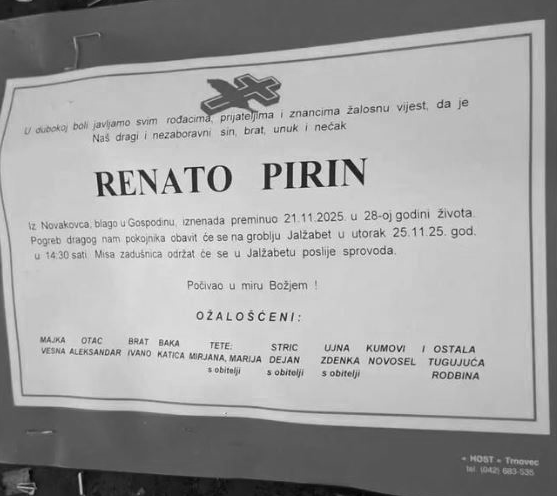 U dubokoj boli javljamo svim rođacima, prijateljima i znancima žalosnu vijest, da je
Naš dragi i nezaboravni sin, brat, unuk i nećak
RENATO PIRIN
Iz Novakovca, blago u Gospodinu, iznenada preminuo 21.11.2025. u 28-oj godini života.
Pogreb dragog nam pokojnika obavit će se na groblju Jalžabet u utorak 25.11.25. god.
u 14:30 sati. Misa zadušnica održat će se u Jalžabetu poslije sprovoda.
Počivao u miru Božjem !
OŽALOŠĆENI:
MAJKA OTAC BRAT BAKA TETE: STRIC UJNA KUMOVI I OSTALA
VESNA ALEKSANDAR IVANO KATICA MIRJANA, MARIJA DEJAN ZDENKA NOVOSEL TUGUJUĆA
s obitelji s obitelji s obitelji RODBINA
« HOST » Trnovec
tel. (042) 683-535